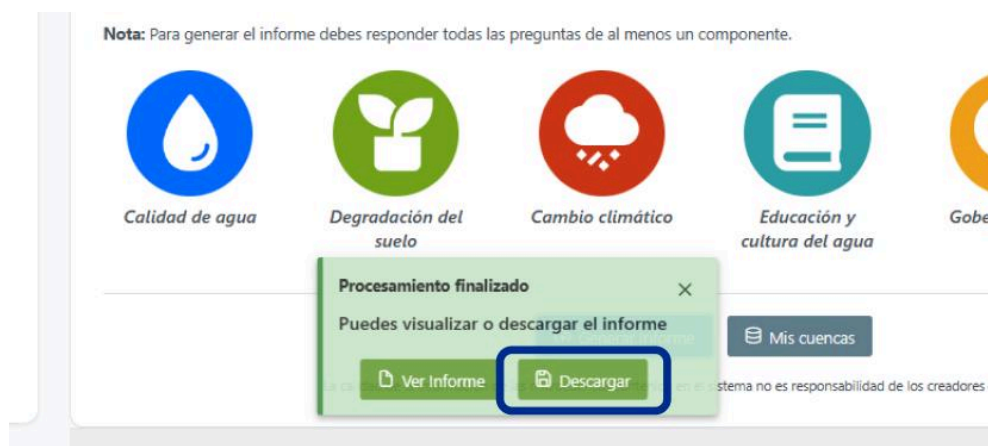 Nota: Para generar el informe debes responder todas las preguntas de al menos un componente.
Calidad de agua
Degradación del
suelo
Cambio climático
Educación y
cultura del agua
Gobe
Procesamiento finalizado
Puedes visualizar o descargar el informe
Mis cuencas
Ver Informe
Descargar
sistema no es responsabilidad de los creadores